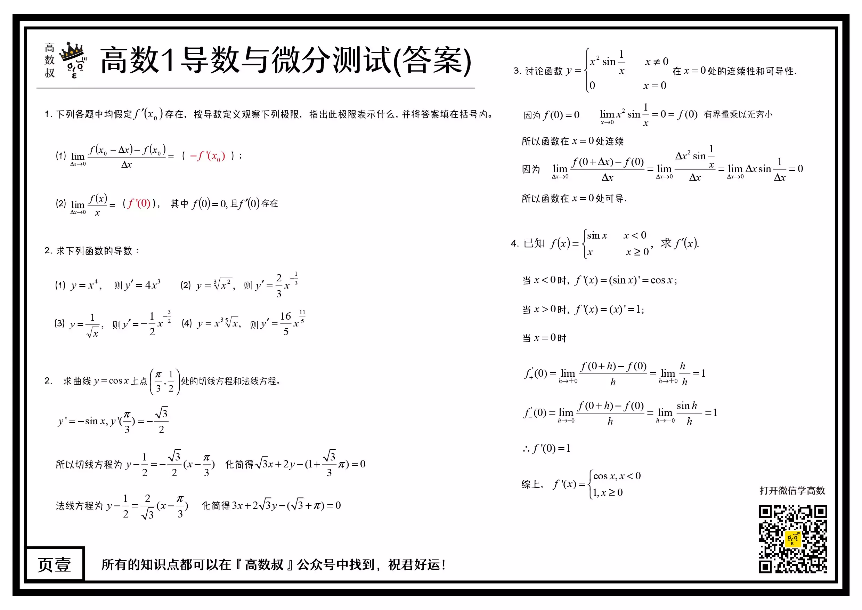 高数叔
高数1导数与微分测试(答案)
1. 下列各题中均假定 f′(x₀) 存在，按导数定义观察下列极限，指出此极限表示什么，并将答案填在括号内。
(1) lim_{Δx→0} [f(x₀ − Δx) − f(x₀)]/Δx = ( −f′(x₀) )；
(2) lim_{Δx→0} f(x)/x = ( f′(0) )， 其中 f(0)=0, 且f′(0)存在
2. 求下列函数的导数：
(1) y = x⁴， 则 y′ = 4x³ (2) y = ∛(x²)， 则 y′ = (2/3)x^(−2/3)
(3) y = 1/√x， 则 y′ = −(1/2)x^(−3/2) (4) y = x³ ⁵√x， 则 y′ = (16/5)x^(11/5)
2. 求曲线 y = cos x 上点 (π/3, 1/2) 处的切线方程和法线方程。
y' = −sin x, y'(π/3) = −√3/2
所以切线方程为 y − 1/2 = −(√3/2)(x − π/3) 化简得 √3x + 2y − (1 + (√3/3)π) = 0
法线方程为 y − 1/2 = (2/√3)(x − π/3) 化简得 3x + 2√3y − (√3 + π) = 0
3. 讨论函数 y = { x² sin(1/x) x ≠ 0
0 x = 0 在 x = 0 处的连续性和可导性.
因为 f(0) = 0 lim_{x→0} x² sin(1/x) = 0 = f(0) 有界量乘以无穷小
所以函数在 x = 0 处连续
因为 lim_{Δx→0} [f(0 + Δx) − f(0)]/Δx = lim_{Δx→0} [Δx² sin(1/x)]/Δx = lim_{Δx→0} Δx sin(1/Δx) = 0
所以函数在 x = 0 处可导.
4. 已知 f(x) = { sin x x < 0
x x ≥ 0 ，求 f′(x).
当 x < 0 时, f'(x) = (sin x)' = cos x；
当 x > 0 时, f'(x) = (x)' = 1；
当 x = 0 时
f₊′(0) = lim_{h→+0} [f(0 + h) − f(0)]/h = lim_{h→+0} h/h = 1
f₋′(0) = lim_{h→−0} [f(0 + h) − f(0)]/h = lim_{h→−0} sin h/h = 1
∴ f'(0) = 1
综上， f'(x) = { cos x, x < 0
1, x ≥ 0
打开微信学高数
页壹
所有的知识点都可以在『高数叔』公众号中找到，祝君好运！